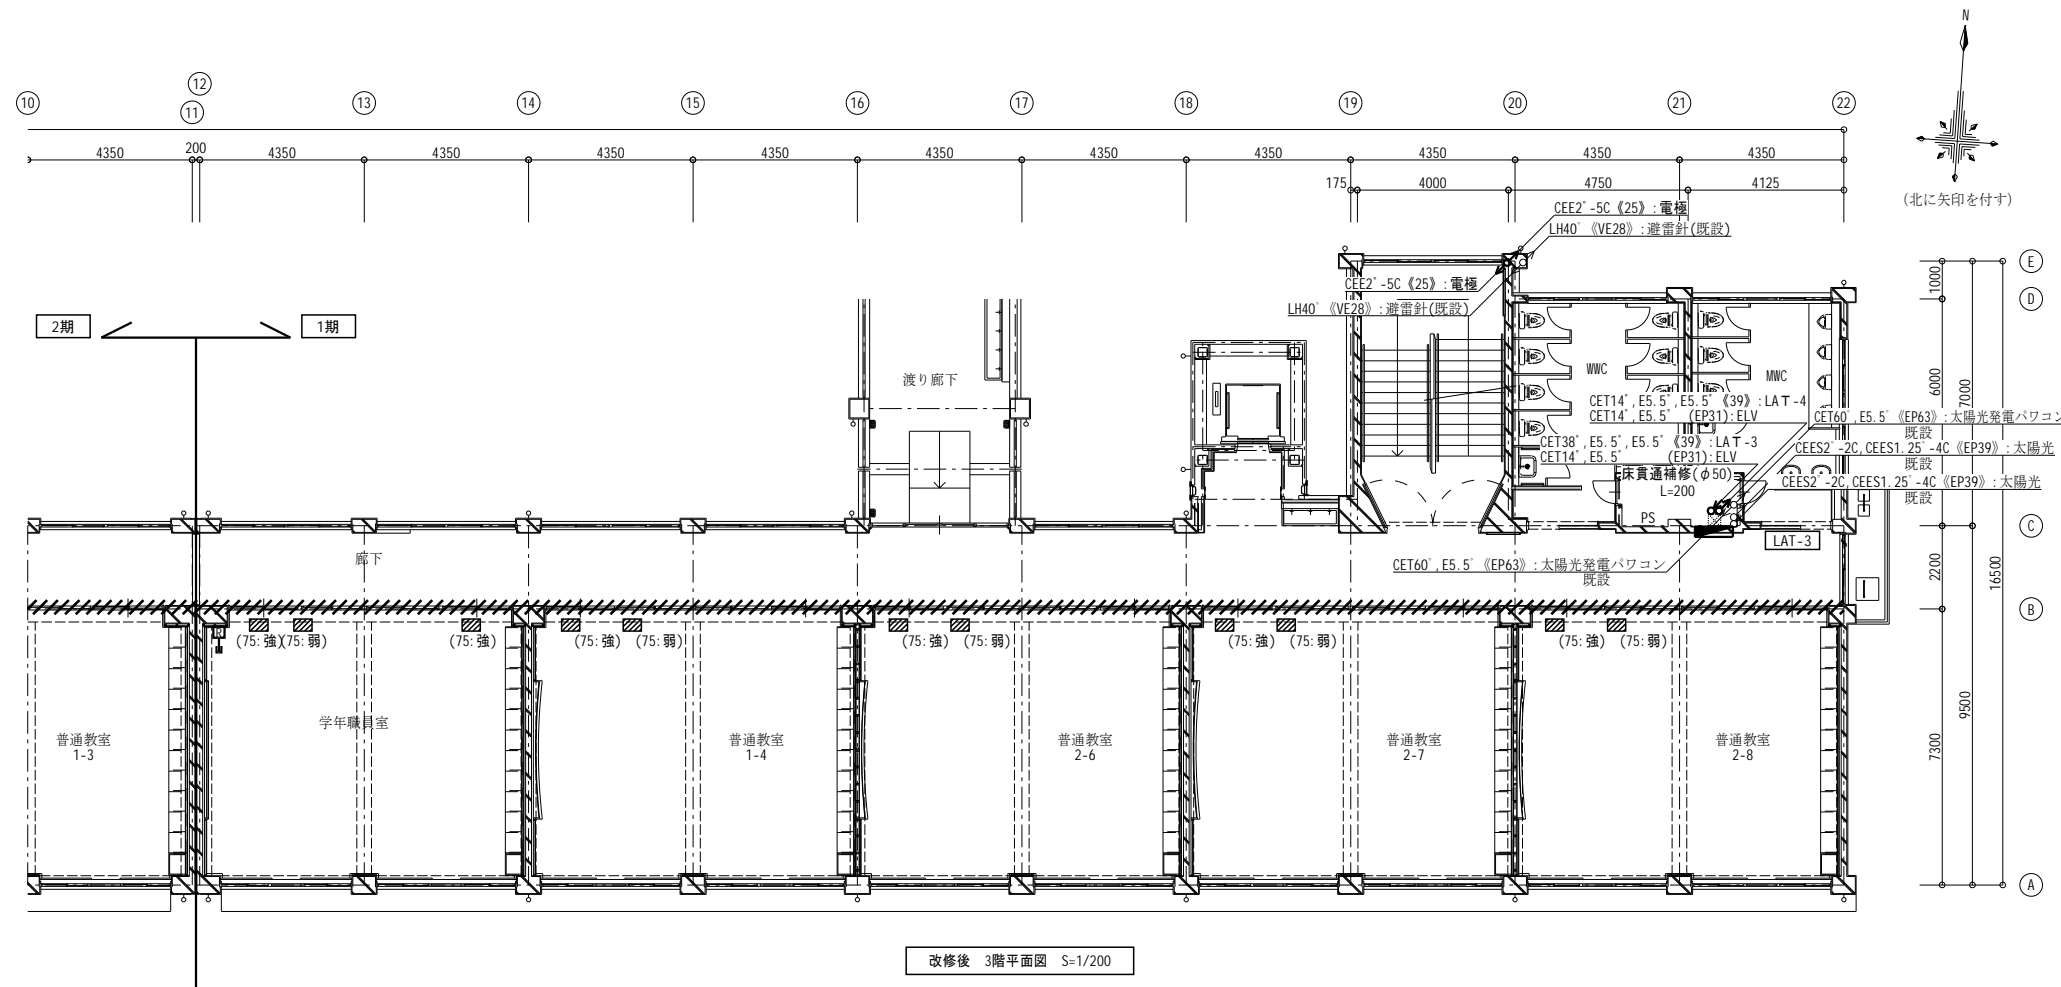 N
12
10
11
13
14
15
16
17
18
19
20
21
22
4350
200
4350
4350
4350
4350
4350
4350
4350
4350
4350
4350
175
4000
4750
4125
(北に矢印を付す)
CEE2゜-5C《25》:電極
LH40゜《VE28》:避雷針(既設)
E
CEE2゜-5C《25》:電極
LH40゜《VE28》:避雷針(既設)
1000
D
2期
1期
渡り廊下
WWC
MWC
6000
7000
CET14゜,E5.5゜,E5.5゜《39》:LAT-4
CET14゜,E5.5゜ (EP31):ELV
CET60゜,E5.5゜《EP63》:太陽光発電パワコン
既設
CET38゜,E5.5゜,E5.5゜《39》:LAT-3
CET14゜,E5.5゜ (EP31):ELV
CEES2゜-2C,CEES1.25゜-4C《EP39》:太陽光
既設
床貫通補修(φ50)
L=200
CEES2゜-2C,CEES1.25゜-4C《EP39》:太陽光
既設
PS
C
LAT-3
廊下
CET60゜,E5.5゜《EP63》:太陽光発電パワコン
既設
2200
16500
B
R
(75:強)
(75:弱)
(75:強)
(75:強)
(75:弱)
(75:強)
(75:弱)
(75:強)
(75:弱)
(75:強)
(75:弱)
9500
7300
学年職員室
普通教室
1-3
普通教室
1-4
普通教室
2-6
普通教室
2-7
普通教室
2-8
A
改修後 3階平面図 S=1/200